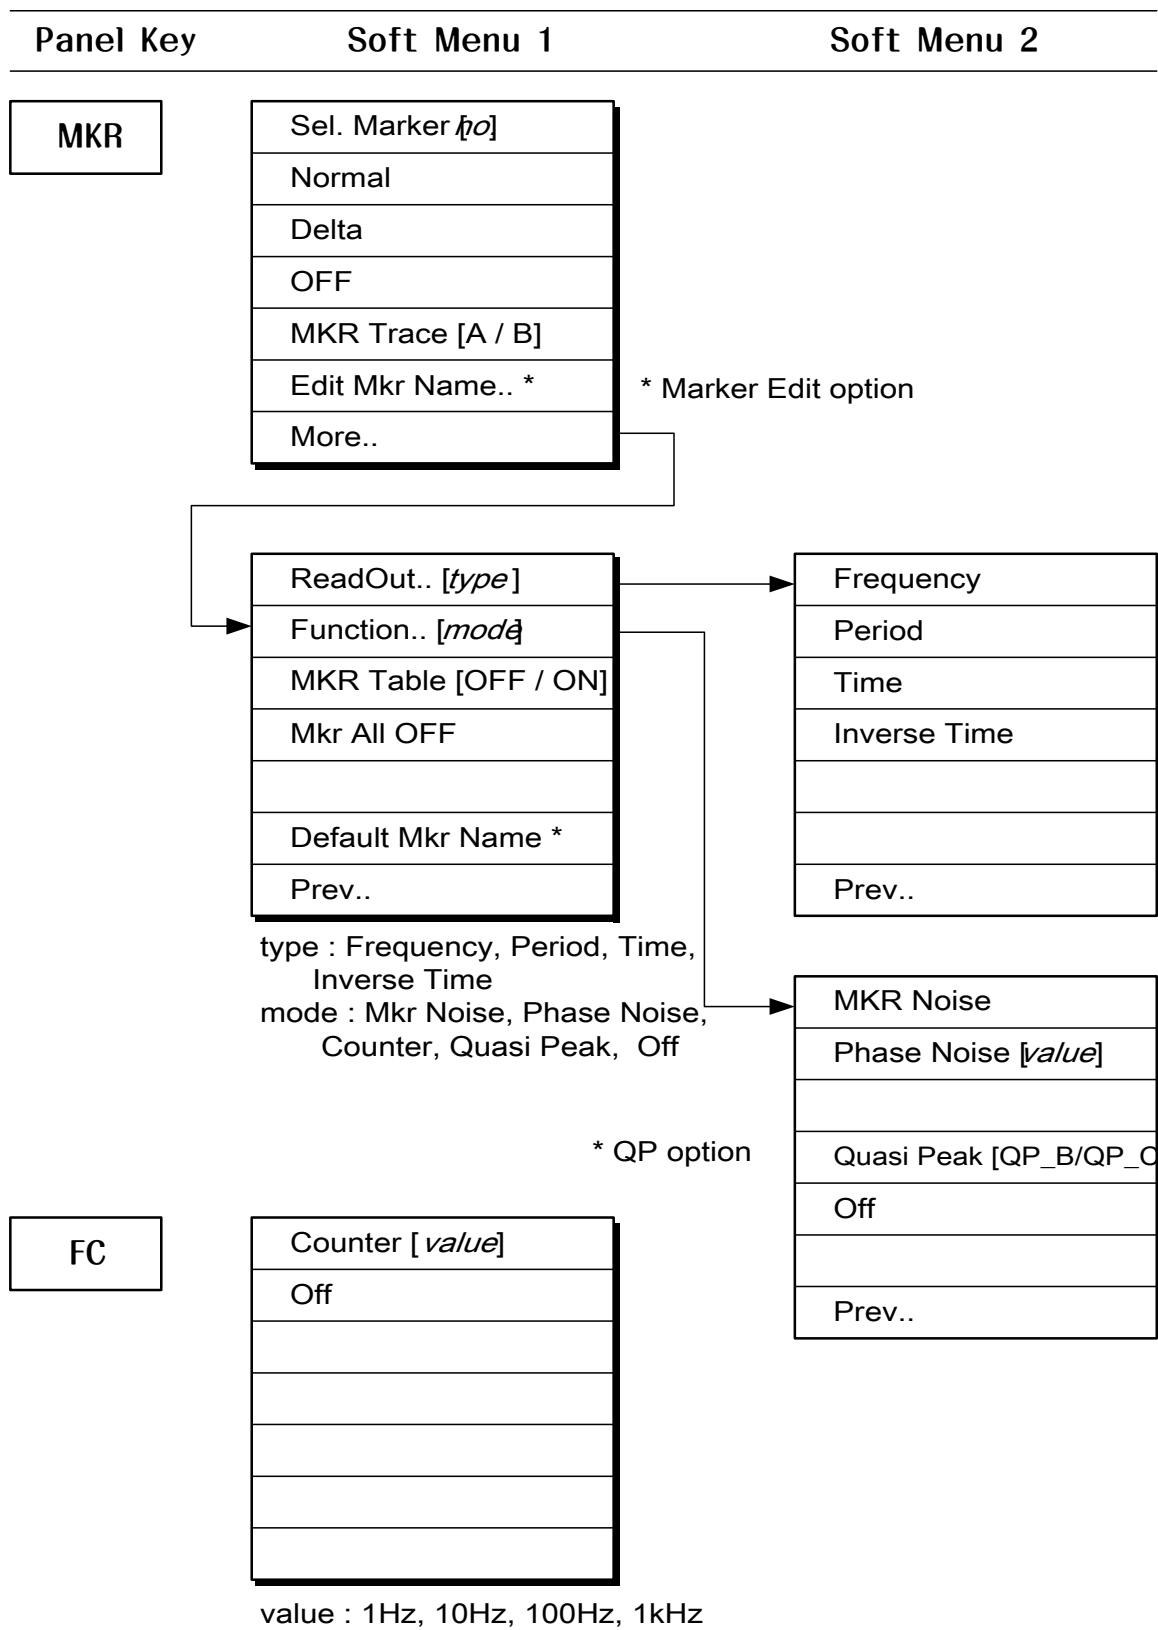 Panel Key Soft Menu 1 Soft Menu 2
MKR
Sel. Marker [no]
Normal
Delta
OFF
MKR Trace [A / B]
Edit Mkr Name.. *
* Marker Edit option
More..
ReadOut.. [type ]
Function.. [mode]
MKR Table [OFF / ON]
Mkr All OFF
Default Mkr Name *
Prev..
type : Frequency, Period, Time,
Inverse Time
mode : Mkr Noise, Phase Noise,
Counter, Quasi Peak, Off
Frequency
Period
Time
Inverse Time
Prev..
MKR Noise
Phase Noise [value]
* QP option
Quasi Peak [QP_B/QP_C
Off
Prev..
FC
Counter [ value]
Off
value : 1Hz, 10Hz, 100Hz, 1kHz